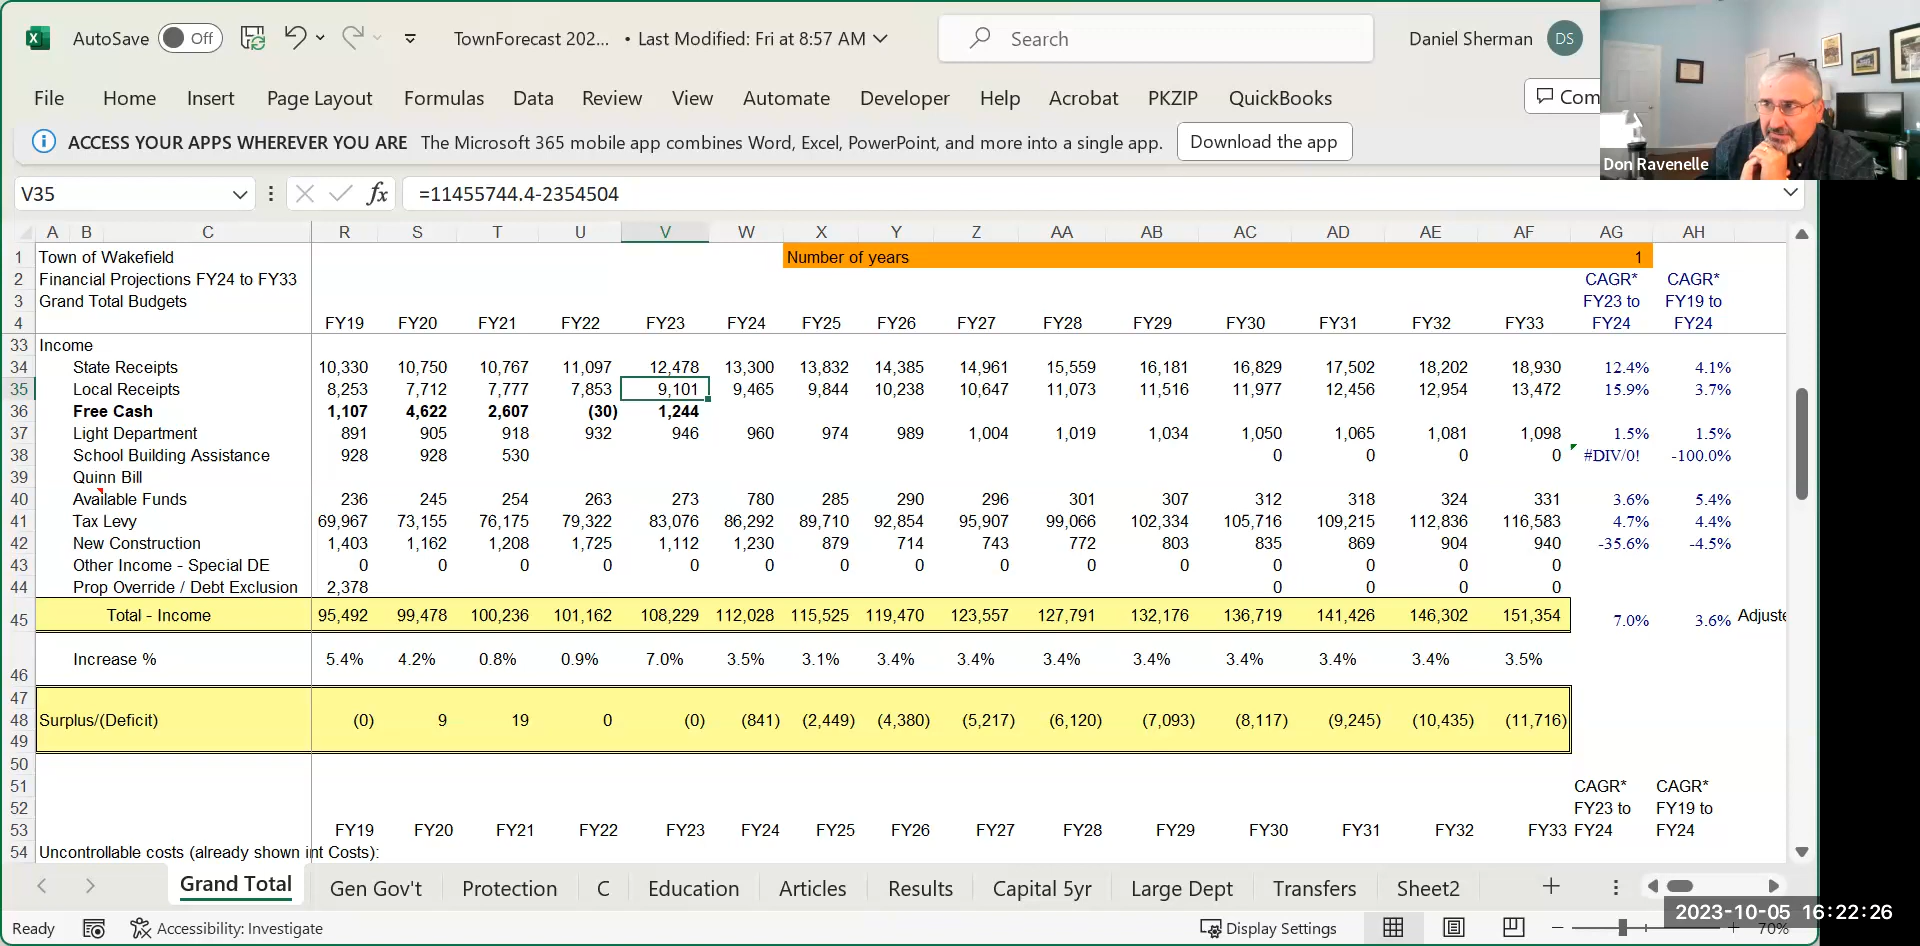 AutoSave Off TownForecast 202... • Last Modified: Fri at 8:57 AM Search Daniel Sherman DS
File Home Insert Page Layout Formulas Data Review View Automate Developer Help Acrobat PKZIP QuickBooks Com
ACCESS YOUR APPS WHEREVER YOU ARE The Microsoft 365 mobile app combines Word, Excel, PowerPoint, and more into a single app. Download the app
Don Ravenelle
V35 fx =11455744.4-2354504
A B C R S T U V W X Y Z AA AB AC AD AE AF AG AH
1 Town of Wakefield Number of years 1
2 Financial Projections FY24 to FY33 CAGR* CAGR*
3 Grand Total Budgets FY23 to FY19 to
4 FY19 FY20 FY21 FY22 FY23 FY24 FY25 FY26 FY27 FY28 FY29 FY30 FY31 FY32 FY33 FY24 FY24
33 Income
34 State Receipts 10,330 10,750 10,767 11,097 12,478 13,300 13,832 14,385 14,961 15,559 16,181 16,829 17,502 18,202 18,930 12.4% 4.1%
35 Local Receipts 8,253 7,712 7,777 7,853 9,101 9,465 9,844 10,238 10,647 11,073 11,516 11,977 12,456 12,954 13,472 15.9% 3.7%
36 Free Cash 1,107 4,622 2,607 (30) 1,244
37 Light Department 891 905 918 932 946 960 974 989 1,004 1,019 1,034 1,050 1,065 1,081 1,098 1.5% 1.5%
38 School Building Assistance 928 928 530 0 0 0 0 #DIV/0! -100.0%
39 Quinn Bill
40 Available Funds 236 245 254 263 273 780 285 290 296 301 307 312 318 324 331 3.6% 5.4%
41 Tax Levy 69,967 73,155 76,175 79,322 83,076 86,292 89,710 92,854 95,907 99,066 102,334 105,716 109,215 112,836 116,583 4.7% 4.4%
42 New Construction 1,403 1,162 1,208 1,725 1,112 1,230 879 714 743 772 803 835 869 904 940 -35.6% -4.5%
43 Other Income - Special DE 0 0 0 0 0 0 0 0 0 0 0 0 0 0 0
44 Prop Override / Debt Exclusion 2,378 0 0 0 0
45 Total - Income 95,492 99,478 100,236 101,162 108,229 112,028 115,525 119,470 123,557 127,791 132,176 136,719 141,426 146,302 151,354 7.0% 3.6% Adjuste
46 Increase % 5.4% 4.2% 0.8% 0.9% 7.0% 3.5% 3.1% 3.4% 3.4% 3.4% 3.4% 3.4% 3.4% 3.4% 3.5%
47
48 Surplus/(Deficit) (0) 9 19 0 (0) (841) (2,449) (4,380) (5,217) (6,120) (7,093) (8,117) (9,245) (10,435) (11,716)
49
50
51 CAGR* CAGR*
52 FY23 to FY19 to
53 FY19 FY20 FY21 FY22 FY23 FY24 FY25 FY26 FY27 FY28 FY29 FY30 FY31 FY32 FY33 FY24 FY24
54 Uncontrollable costs (already shown int Costs):
Grand Total Gen Gov't Protection C Education Articles Results Capital 5yr Large Dept Transfers Sheet2
2023-10-05 16:22:26
Ready Accessibility: Investigate Display Settings 70%